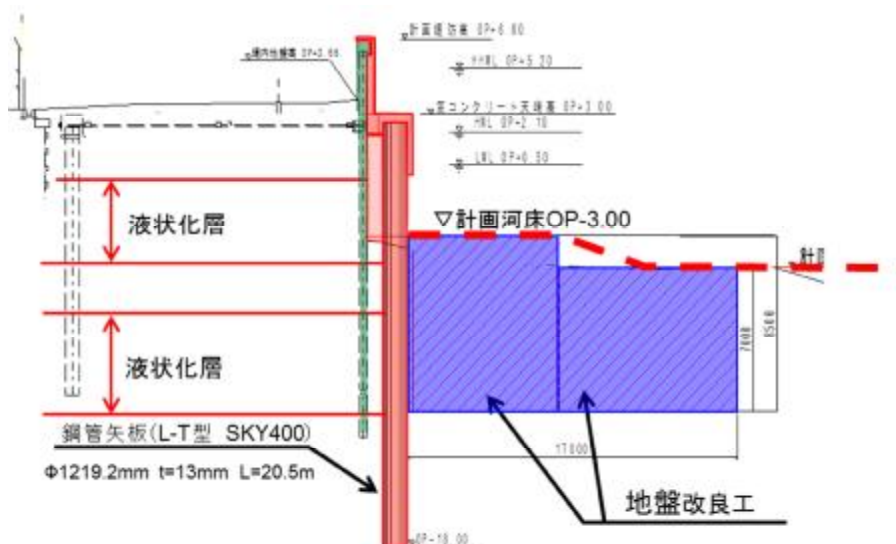 計画堤防高 OP+6.60
堤内地盤高 OP+3.66
HHWL OP+5.20
笠コンクリート天端高 OP+3.00
HWL OP+2.10
LWL OP+0.50
液状化層
▽計画河床OP-3.00
液状化層
7000
8500
鋼管矢板(L-T型 SKY400)
Φ1219.2mm t=13mm L=20.5m
17000
地盤改良工
OP-18.00